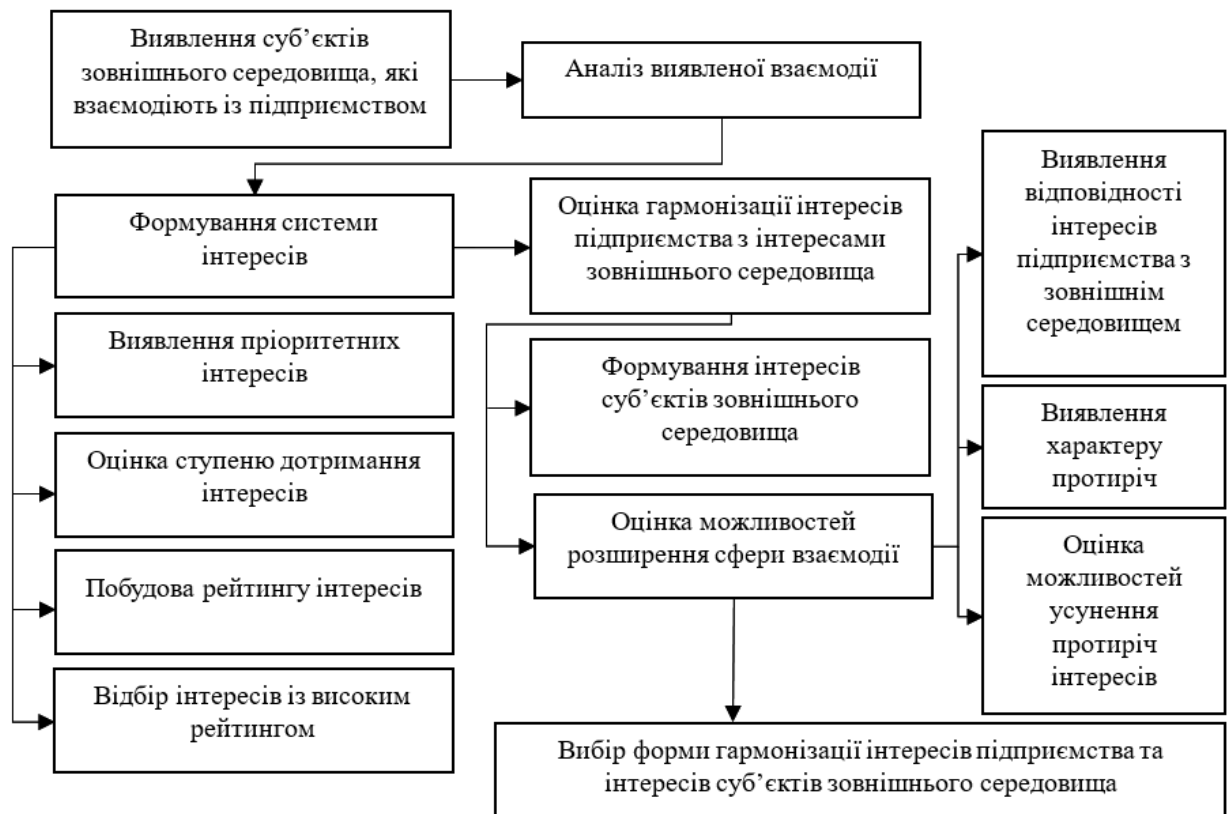 Виявлення суб’єктів
зовнішнього середовища, які
взаємодіють із підприємством
Аналіз виявленої взаємодії
Формування системи
інтересів
Оцінка гармонізації інтересів
підприємства з інтересами
зовнішнього середовища
Виявлення
відповідності
інтересів
підприємства з
зовнішнім
середовищем
Виявлення пріоритетних
інтересів
Формування інтересів
суб’єктів зовнішнього
середовища
Виявлення
характеру
протиріч
Оцінка ступеню дотримання
інтересів
Оцінка можливостей
розширення сфери взаємодії
Оцінка
можливостей
усунення
протиріч
інтересів
Побудова рейтингу інтересів
Відбір інтересів із високим
рейтингом
Вибір форми гармонізації інтересів підприємства та
інтересів суб’єктів зовнішнього середовища